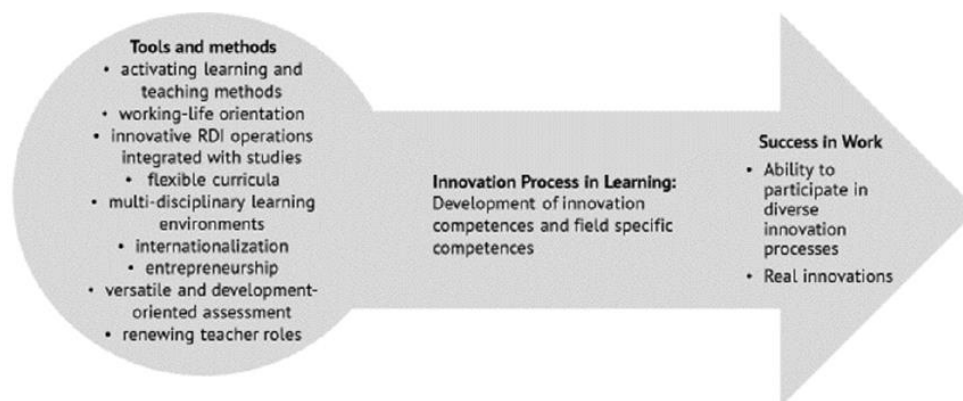 Tools and methods
• activating learning and
teaching methods
• working-life orientation
• innovative RDI operations
integrated with studies
• flexible curricula
• multi-disciplinary learning
environments
• internationalization
• entrepreneurship
• versatile and development-
oriented assessment
• renewing teacher roles
Innovation Process in Learning:
Development of innovation
competences and field specific
competences
Success in Work
• Ability to
participate in
diverse
innovation
processes
• Real innovations